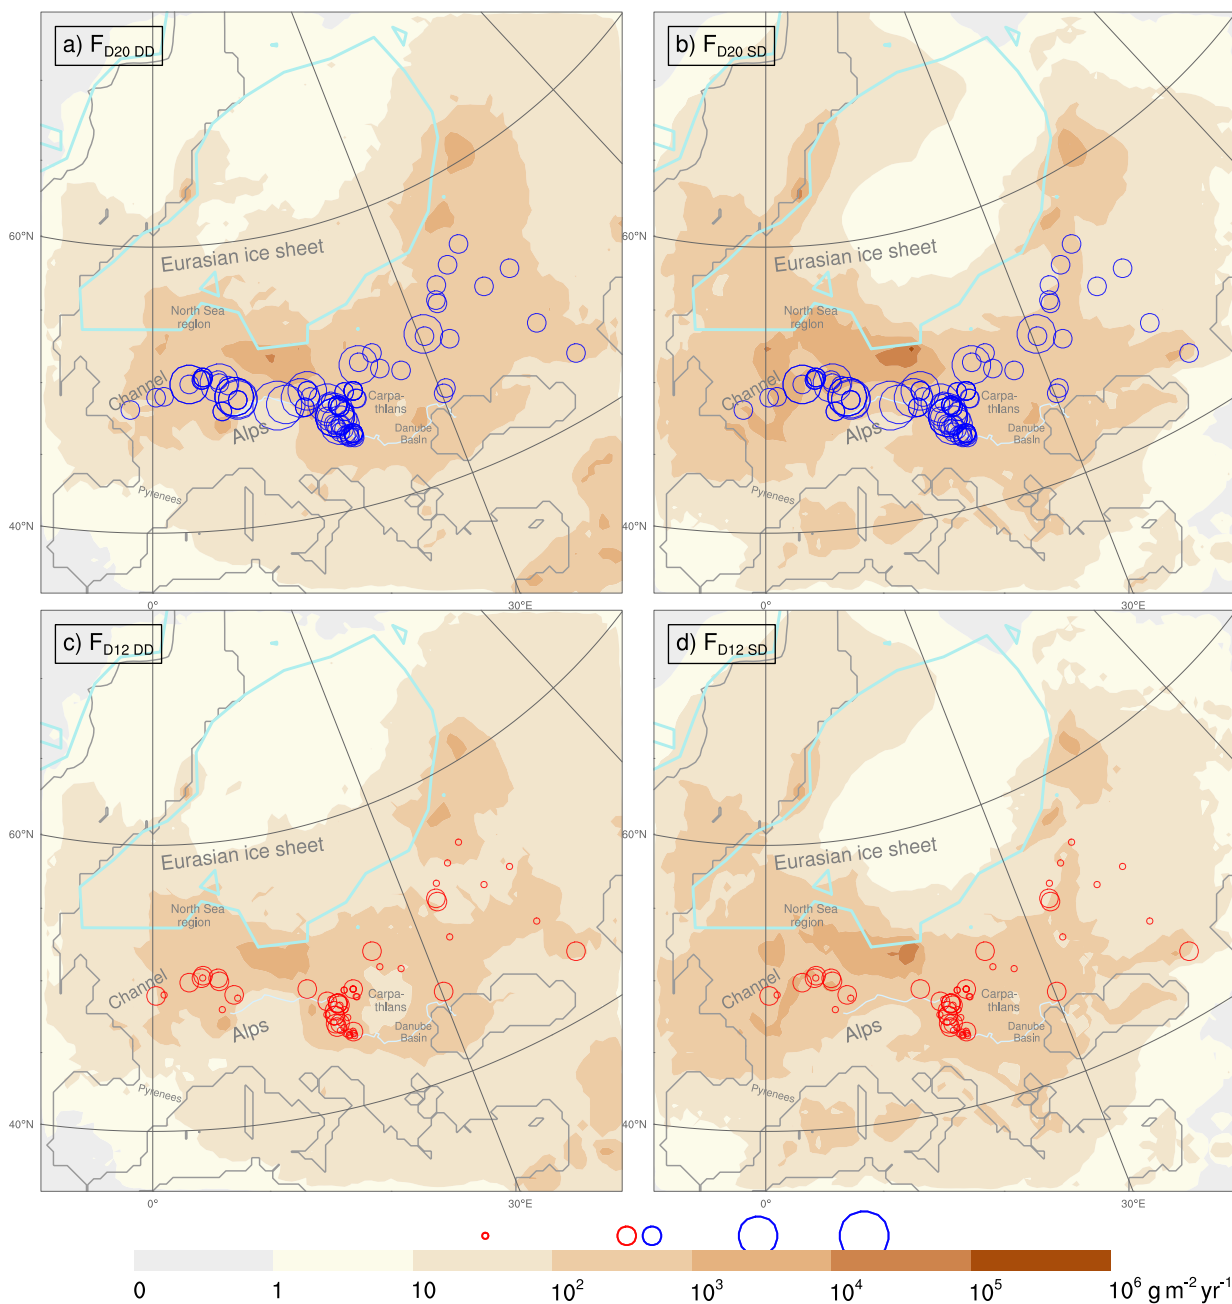 a) F_D20 DD
60°N
Eurasian ice sheet
North Sea
region
Channel
Alps
Carpa-
thians
Danube
Basin
Pyrenees
40°N
0°
30°E
b) F_D20 SD
60°N
Eurasian ice sheet
North Sea
region
Channel
Alps
Carpa-
thians
Danube
Basin
Pyrenees
40°N
0°
30°E
c) F_D12 DD
60°N
Eurasian ice sheet
North Sea
region
Channel
Alps
Carpa-
thians
Danube
Basin
Pyrenees
40°N
0°
30°E
d) F_D12 SD
60°N
Eurasian ice sheet
North Sea
region
Channel
Alps
Carpa-
thians
Danube
Basin
Pyrenees
40°N
0°
30°E
0 1 10 10² 10³ 10⁴ 10⁵ 10⁶ g m⁻² yr⁻¹